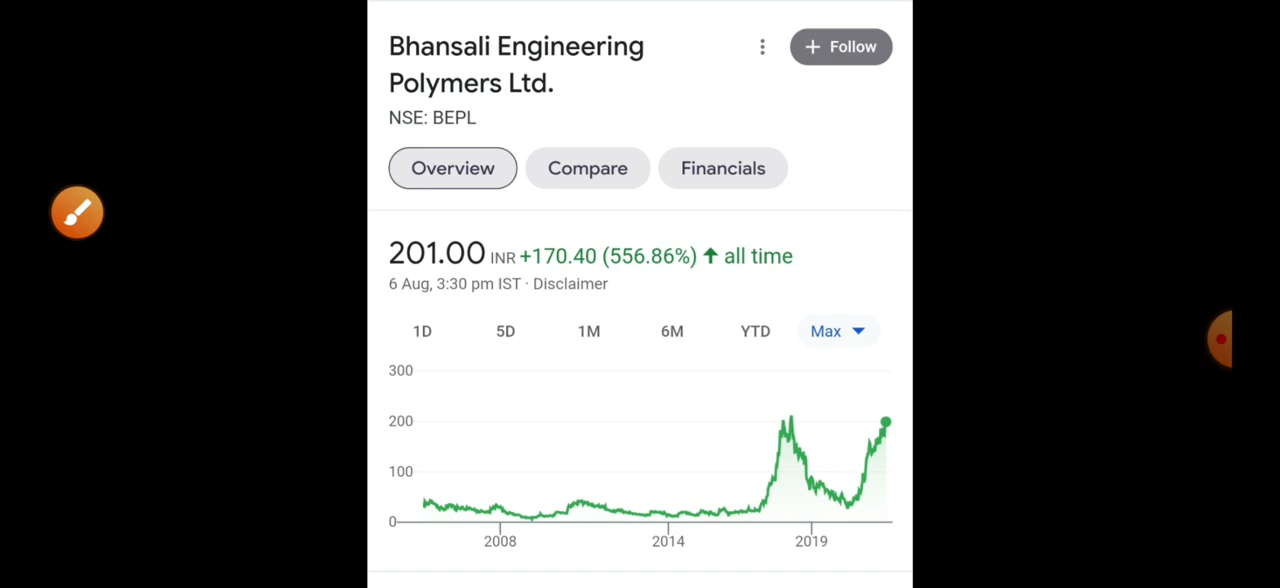 Bhansali Engineering
Polymers Ltd.
+ Follow
NSE: BEPL
Overview
Compare
Financials
201.00 INR +170.40 (556.86%) ↑ all time
6 Aug, 3:30 pm IST · Disclaimer
1D 5D 1M 6M YTD Max
300
200
100
0
2008 2014 2019